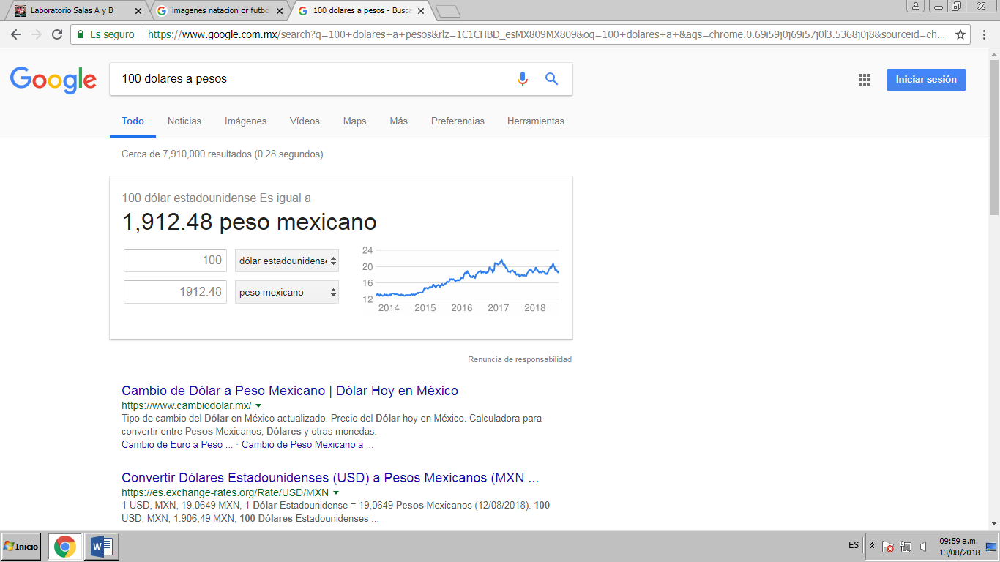 Laboratorio Salas A y B
imagenes natacion or futbo
100 dolares a pesos - Busca
Es seguro
https://www.google.com.mx/search?q=100+dolares+a+pesos&rlz=1C1CHBD_esMX809MX809&oq=100+dolares+a+&aqs=chrome.0.69i59j0j69i57j0l3.5368j0j8&sourceid=ch...
Google
100 dolares a pesos
Iniciar sesión
Todo Noticias Imágenes Vídeos Maps Más Preferencias Herramientas
Cerca de 7,910,000 resultados (0.28 segundos)
100 dólar estadounidense Es igual a
1,912.48 peso mexicano
100 dólar estadounidense
1912.48 peso mexicano
24
20
16
12
2014 2015 2016 2017 2018
Renuncia de responsabilidad
Cambio de Dólar a Peso Mexicano | Dólar Hoy en México
https://www.cambiodolar.mx/
Tipo de cambio del Dólar en México actualizado. Precio del Dólar hoy en México. Calculadora para
convertir entre Pesos Mexicanos, Dólares y otras monedas.
Cambio de Euro a Peso ... · Cambio de Peso Mexicano a ...
Convertir Dólares Estadounidenses (USD) a Pesos Mexicanos (MXN ...
https://es.exchange-rates.org/Rate/USD/MXN
1 USD, MXN, 19,0649 MXN, 1 Dólar Estadounidense = 19,0649 Pesos Mexicanos (12/08/2018). 100
USD, MXN, 1.906,49 MXN, 100 Dólares Estadounidenses ...
Inicio
ES
09:59 a.m.
13/08/2018